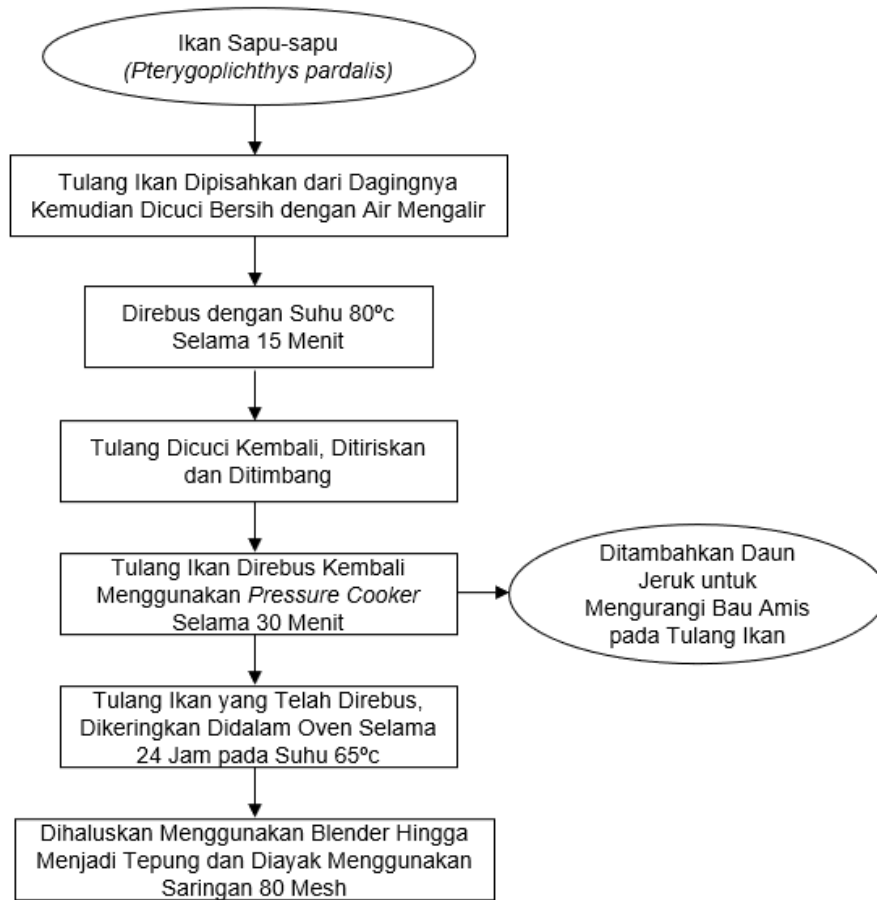 Ikan Sapu-sapu
(Pterygoplichthys pardalis)
Tulang Ikan Dipisahkan dari Dagingnya
Kemudian Dicuci Bersih dengan Air Mengalir
Direbus dengan Suhu 80ºc
Selama 15 Menit
Tulang Dicuci Kembali, Ditiriskan
dan Ditimbang
Tulang Ikan Direbus Kembali
Menggunakan Pressure Cooker
Selama 30 Menit
Ditambahkan Daun
Jeruk untuk
Mengurangi Bau Amis
pada Tulang Ikan
Tulang Ikan yang Telah Direbus,
Dikeringkan Didalam Oven Selama
24 Jam pada Suhu 65ºc
Dihaluskan Menggunakan Blender Hingga
Menjadi Tepung dan Diayak Menggunakan
Saringan 80 Mesh